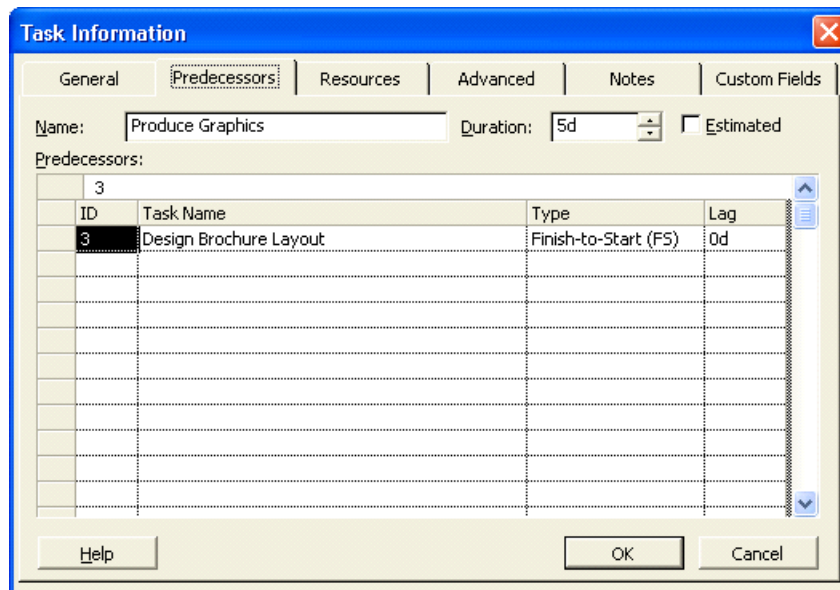 Task Information
General Predecessors Resources Advanced Notes Custom Fields
Name: Produce Graphics Duration: 5d Estimated
Predecessors:
3
ID Task Name Type Lag
3 Design Brochure Layout Finish-to-Start (FS) 0d
Help OK Cancel